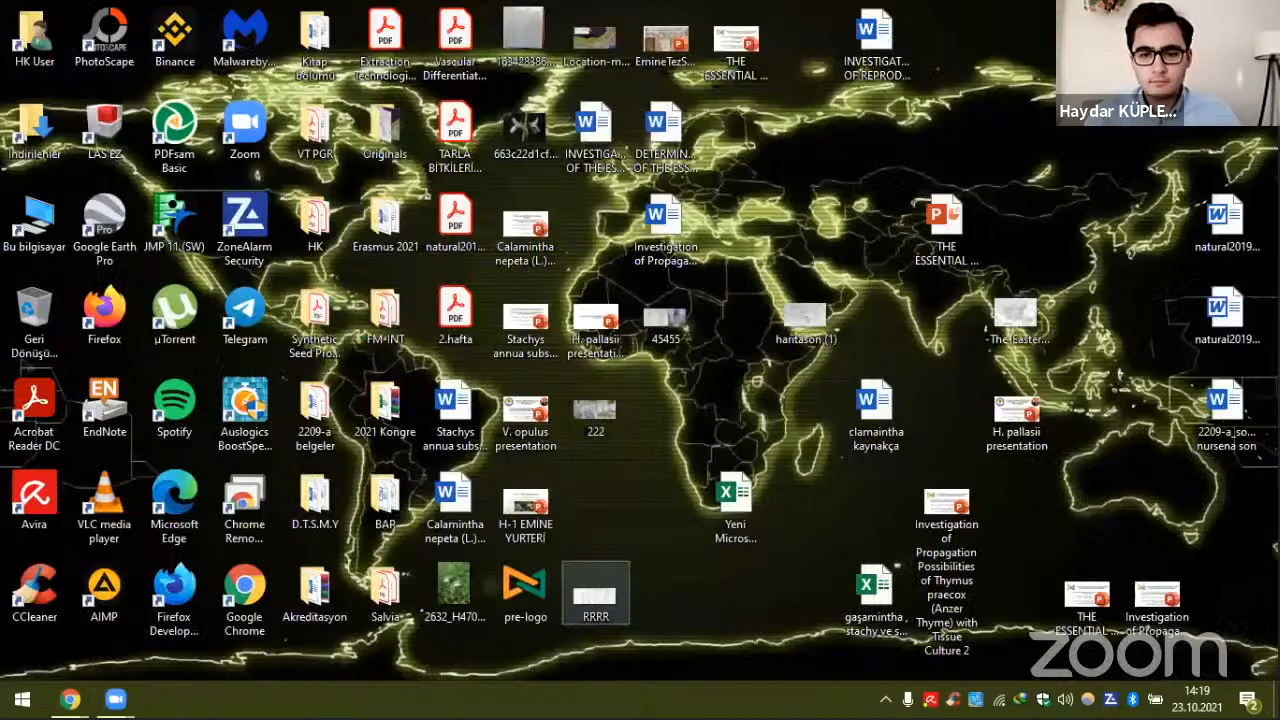 HK User
PhotoScape
Binance
Malwareby...
Kitap
bölümü
Extraction
Technologi...
Vascular
Differentiat...
163428386...
Location-m...
EmineTezS...
THE
ESSENTIAL ...
INVESTIGAT...
OF REPROD...
Haydar KÜPLE...
İndirilenler
LAS EZ
PDFsam
Basic
Zoom
VT PGR
Originals
TARLA
BİTKİLERİ...
663c22d1cf...
INVESTIGA...
OF THE ES...
DETERMIN...
OF THE ESS...
Bu bilgisayar
Google Earth
Pro
JMP 11 (SW)
ZoneAlarm
Security
HK
Erasmus 2021
natural201...
Calamintha
nepeta (L.)...
Investigation
of Propaga...
THE
ESSENTIAL ...
natural2019...
Geri
Dönüşü...
Firefox
µTorrent
Telegram
Synthetic
Seed Pro...
FM-INT
2.hafta
Stachys
annua subs...
H. pallasii
presentati...
45455
haritason (1)
-The Easter...
natural2019...
Acrobat
Reader DC
EndNote
Spotify
Auslogics
BoostSpe...
2209-a
belgeler
2021 Kongre
Stachys
annua subs...
V. opulus
presentation
222
clamaintha
kaynakça
H. pallasii
presentation
2209-a_so...
nursena son
Avira
VLC media
player
Microsoft
Edge
Chrome
Remo...
D.T.S.M.Y
BAP
Calamintha
nepeta (L.)...
H-1 EMİNE
YURTERİ
Yeni
Micros...
Investigation
of
Propagation
Possibilities
of Thymus
praecox
(Anzer
Thyme) with
Tissue
Culture 2
CCleaner
AIMP
Firefox
Develop...
Google
Chrome
Akreditasyon
Salvia
2632_H470...
pre-logo
RRRR
gaşamintha ,
stachy ve s...
THE
ESSENTIAL ...
Investigation
of Propaga...
zoom
14:19
23.10.2021